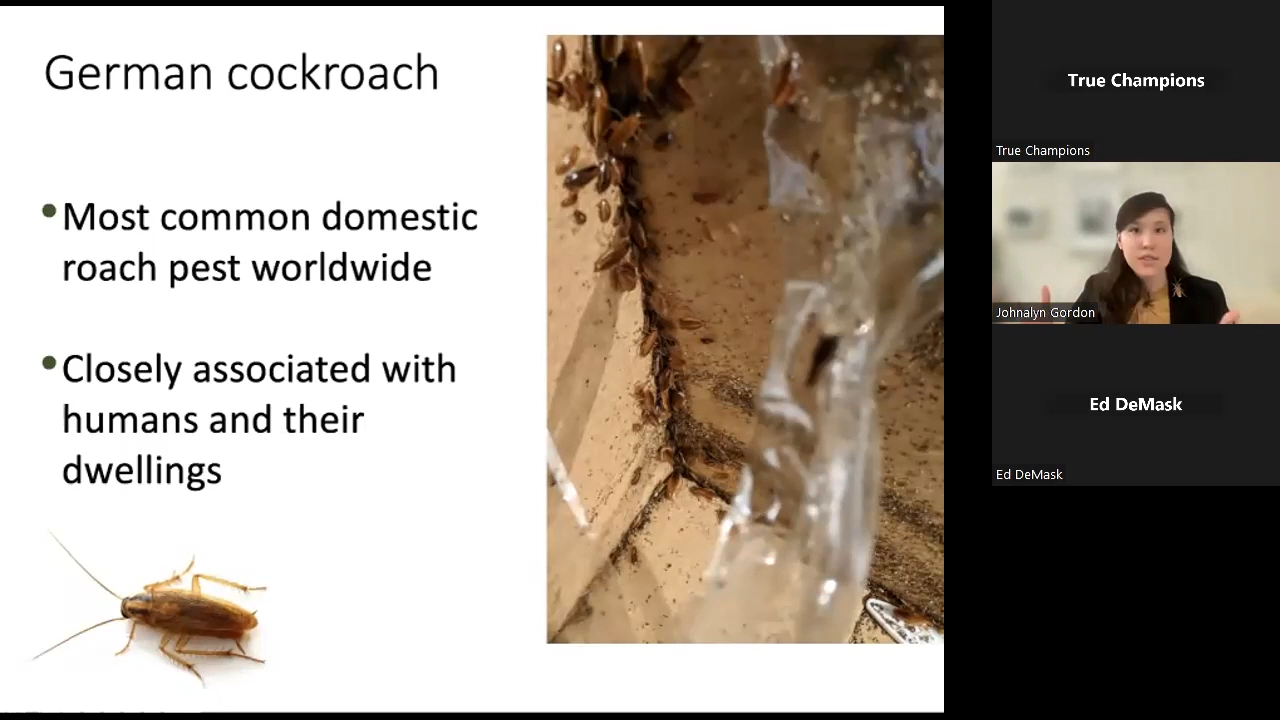 German cockroach
•Most common domestic
roach pest worldwide
•Closely associated with
humans and their
dwellings
True Champions
True Champions
Johnalyn Gordon
Ed DeMask
Ed DeMask